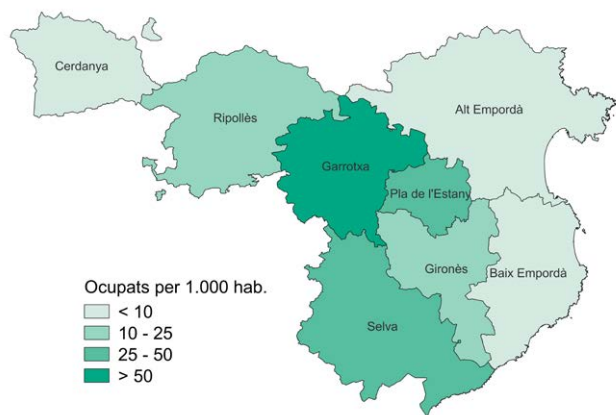 Cerdanya
Ripollès
Alt Empordà
Garrotxa
Pla de l'Estany
Gironès
Baix Empordà
Selva
Ocupats per 1.000 hab.
< 10
10 - 25
25 - 50
> 50